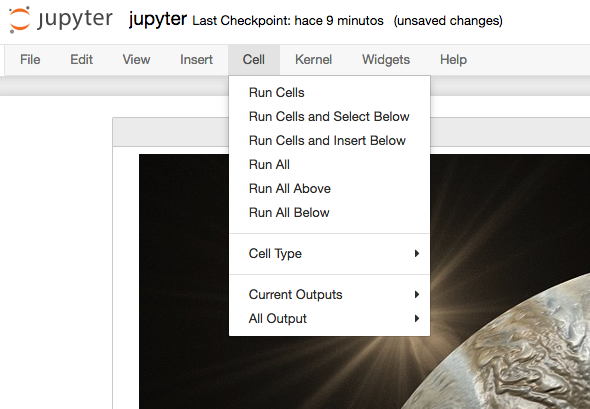 jupyter jupyter Last Checkpoint: hace 9 minutos (unsaved changes)
File Edit View Insert Cell Kernel Widgets Help
Run Cells
Run Cells and Select Below
Run Cells and Insert Below
Run All
Run All Above
Run All Below
Cell Type
Current Outputs
All Output